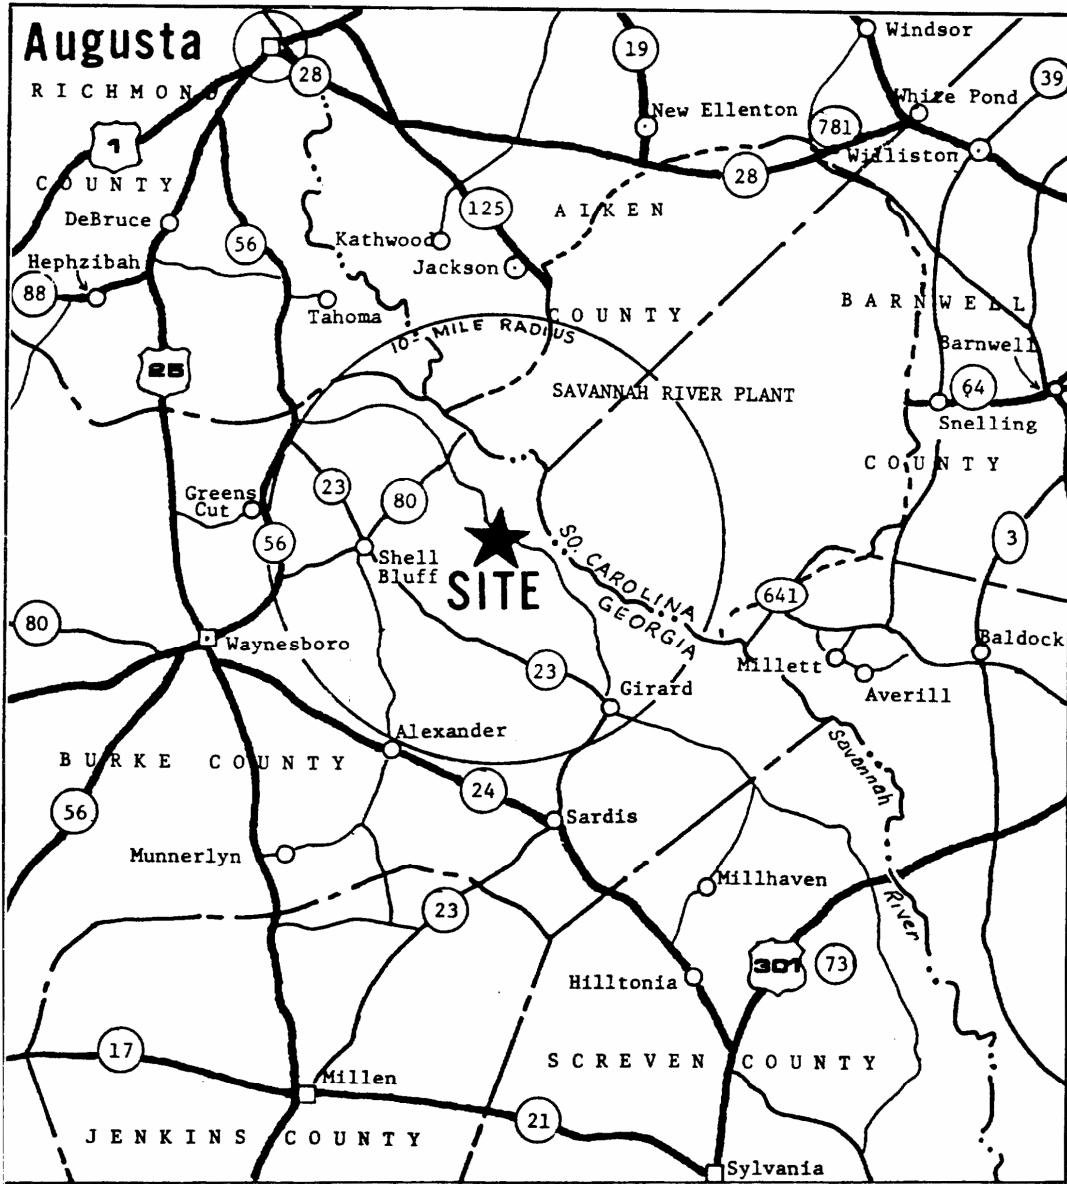 Augusta
RICHMOND
COUNTY
28
19
Windsor
39
White Pond
New Ellenton
781
1
Williston
28
125
AIKEN
DeBruce
56
Kathwood
Jackson
Hephzibah
88
Tahoma
COUNTY
BARNWELL
10-MILE RADIUS
Barnwell
25
SAVANNAH RIVER PLANT
64
Snelling
COUNTY
Greens
Cut
23
80
56
Shell
Bluff
SITE
SO. CAROLINA
GEORGIA
3
641
80
Waynesboro
Baldock
Millett
Averill
23
Girard
Alexander
BURKE COUNTY
Savannah
River
24
56
Sardis
Munnerlyn
Millhaven
23
301
73
Hilltonia
17
SCREVEN COUNTY
Millen
21
JENKINS COUNTY
Sylvania